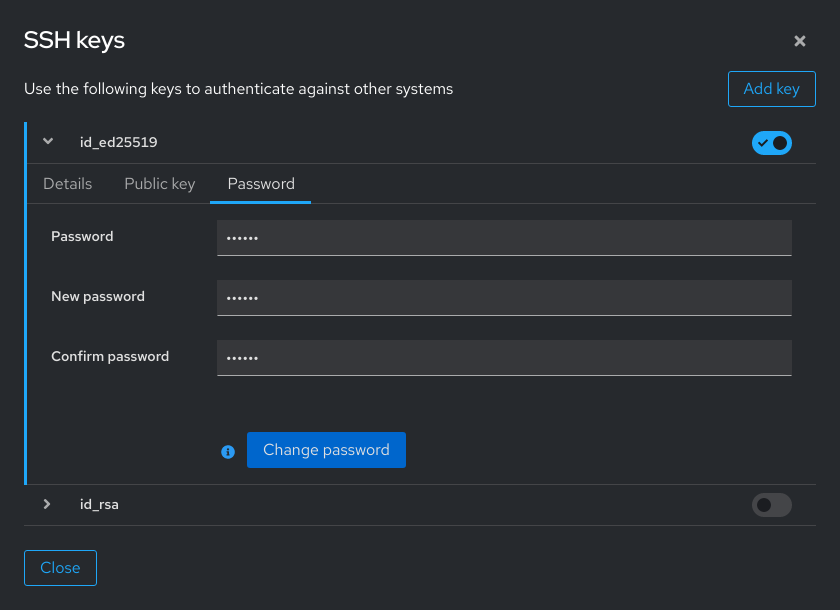 SSH keys
Use the following keys to authenticate against other systems
Add key
id_ed25519
Details Public key Password
Password ••••••
New password ••••••
Confirm password ••••••
Change password
id_rsa
Close